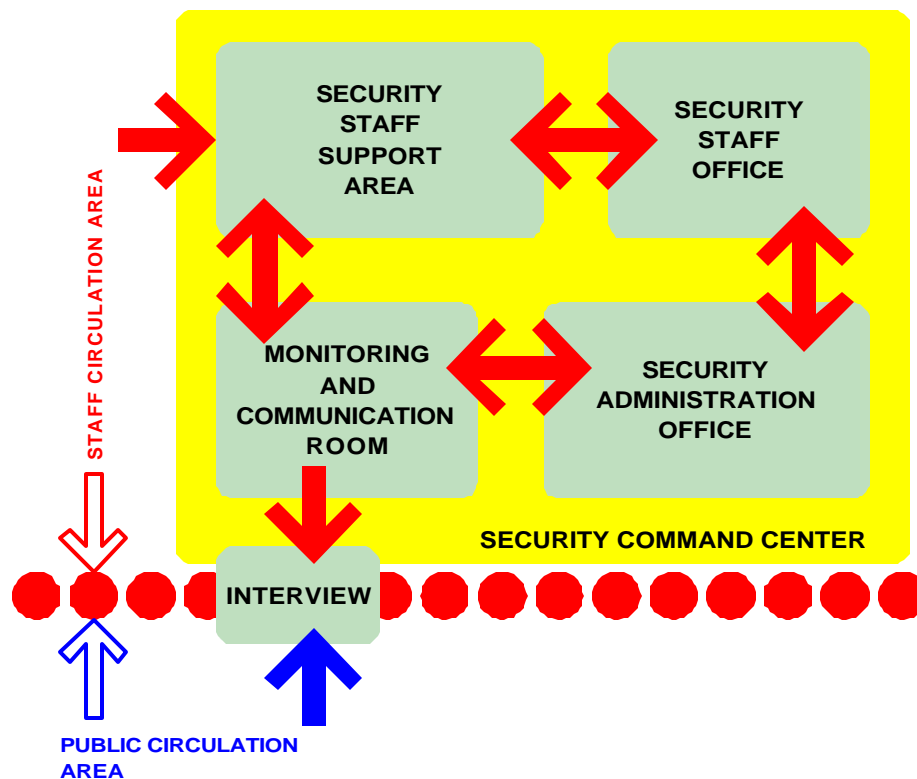 SECURITY
STAFF
SUPPORT
AREA
SECURITY
STAFF
OFFICE
STAFF CIRCULATION AREA
MONITORING
AND
COMMUNICATION
ROOM
SECURITY
ADMINISTRATION
OFFICE
SECURITY COMMAND CENTER
INTERVIEW
PUBLIC CIRCULATION
AREA